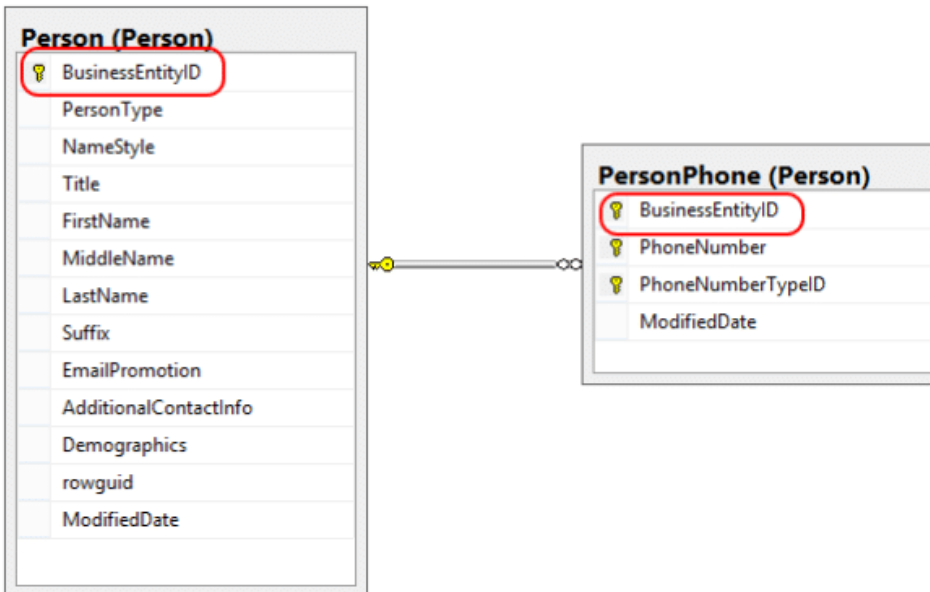 Person (Person)
BusinessEntityID
PersonType
NameStyle
Title
FirstName
MiddleName
LastName
Suffix
EmailPromotion
AdditionalContactInfo
Demographics
rowguid
ModifiedDate
PersonPhone (Person)
BusinessEntityID
PhoneNumber
PhoneNumberTypeID
ModifiedDate